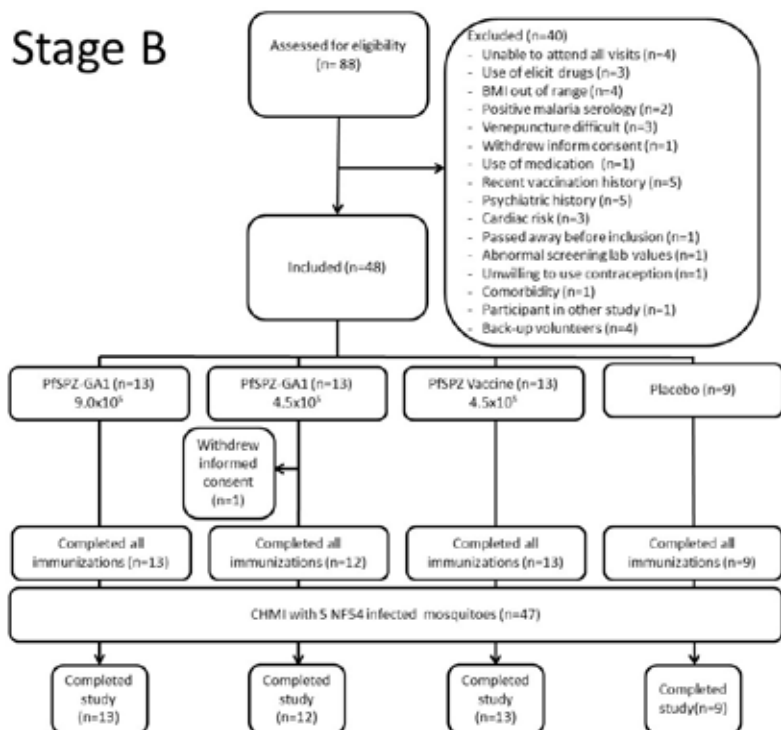 Stage B
Assessed for eligibility
(n= 88)
Excluded (n=40)
- Unable to attend all visits (n=4)
- Use of elicit drugs (n=3)
- BMI out of range (n=4)
- Positive malaria serology (n=2)
- Venepuncture difficult (n=3)
- Withdrew inform consent (n=1)
- Use of medication (n=1)
- Recent vaccination history (n=5)
- Psychiatric history (n=5)
- Cardiac risk (n=3)
- Passed away before inclusion (n=1)
- Abnormal screening lab values (n=1)
- Unwilling to use contraception (n=1)
- Comorbidity (n=1)
- Participant in other study (n=1)
- Back-up volunteers (n=4)
Included (n=48)
PfSPZ-GA1 (n=13)
9.0x10⁵
PfSPZ-GA1 (n=13)
4.5x10⁵
PfSPZ Vaccine (n=13)
4.5x10⁵
Placebo (n=9)
Withdrew
informed
consent
(n=1)
Completed all
immunizations (n=13)
Completed all
immunizations (n=12)
Completed all
immunizations (n=13)
Completed all
immunizations (n=9)
CHMI with 5 NF54 infected mosquitoes (n=47)
Completed
study
(n=13)
Completed
study
(n=12)
Completed
study
(n=13)
Completed
study(n=9)